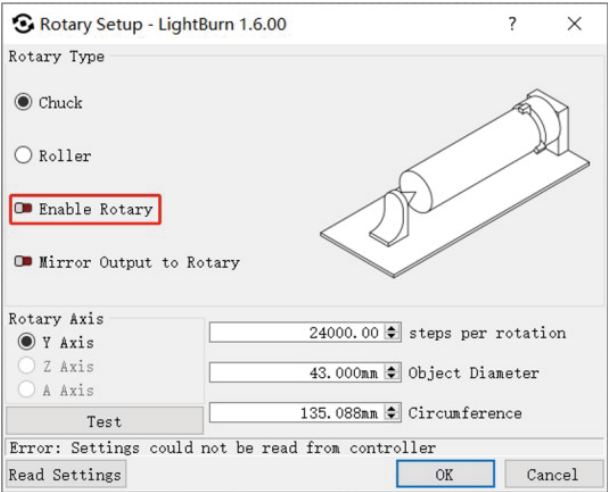 Rotary Setup - LightBurn 1.6.00
Rotary Type
Chuck
Roller
Enable Rotary
Mirror Output to Rotary
Rotary Axis
Y Axis
Z Axis
A Axis
Test
24000.00 steps per rotation
43.000mm Object Diameter
135.088mm Circumference
Error: Settings could not be read from controller
Read Settings
OK
Cancel